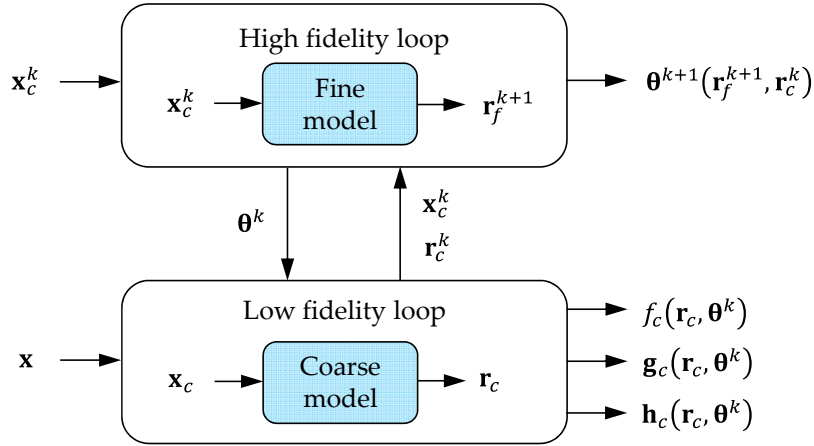 High fidelity loop
𝐱_c^k
𝐱_c^k
Fine
model
𝐫_f^{k+1}
𝛉^{k+1}(𝐫_f^{k+1}, 𝐫_c^k)
𝛉^k
𝐱_c^k
𝐫_c^k
Low fidelity loop
𝐱
𝐱_c
Coarse
model
𝐫_c
f_c(𝐫_c, 𝛉^k)
𝐠_c(𝐫_c, 𝛉^k)
𝐡_c(𝐫_c, 𝛉^k)